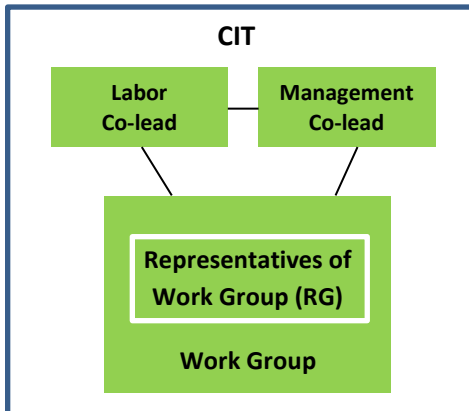 CIT
Labor
Co-lead
Management
Co-lead
Representatives of
Work Group (RG)
Work Group